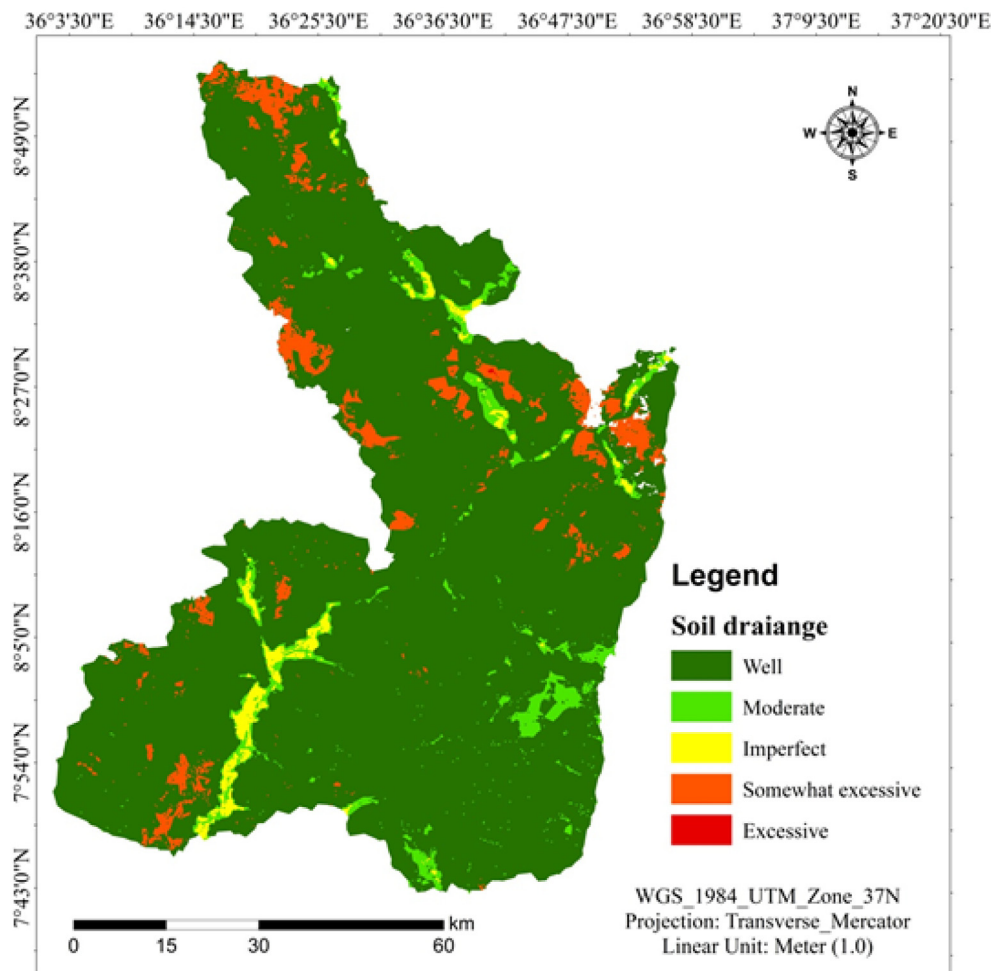 36°3'30"E 36°14'30"E 36°25'30"E 36°36'30"E 36°47'30"E 36°58'30"E 37°9'30"E 37°20'30"E
N
W E
S
8°49'0"N
8°38'0"N
8°27'0"N
8°16'0"N
8°5'0"N
7°54'0"N
7°43'0"N
Legend
Soil draiange
Well
Moderate
Imperfect
Somewhat excessive
Excessive
WGS_1984_UTM_Zone_37N
Projection: Transverse_Mercator
Linear Unit: Meter (1.0)
km
0 15 30 60